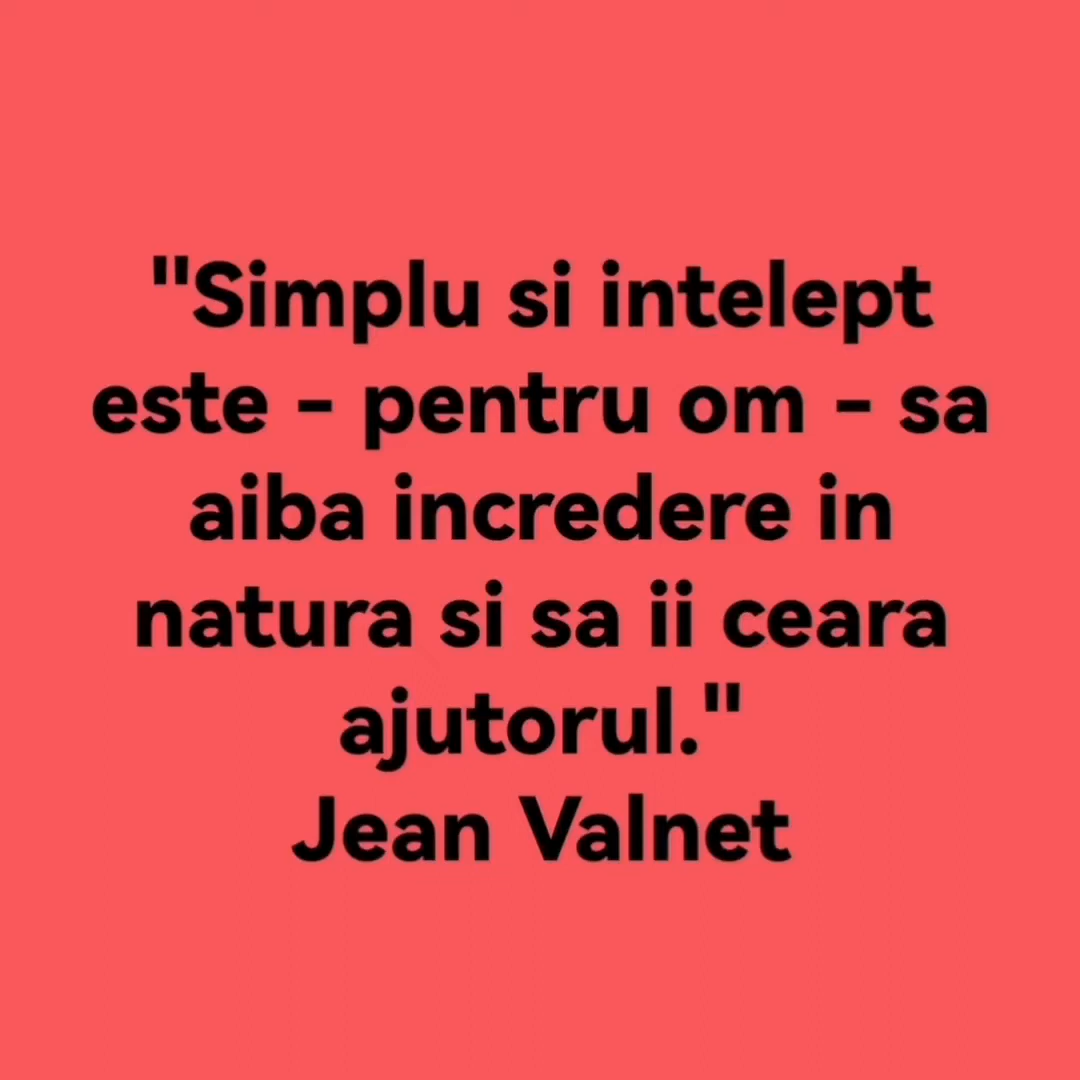 "Simplu si intelept
este - pentru om - sa
aiba incredere in
natura si sa ii ceara
ajutorul."
Jean Valnet